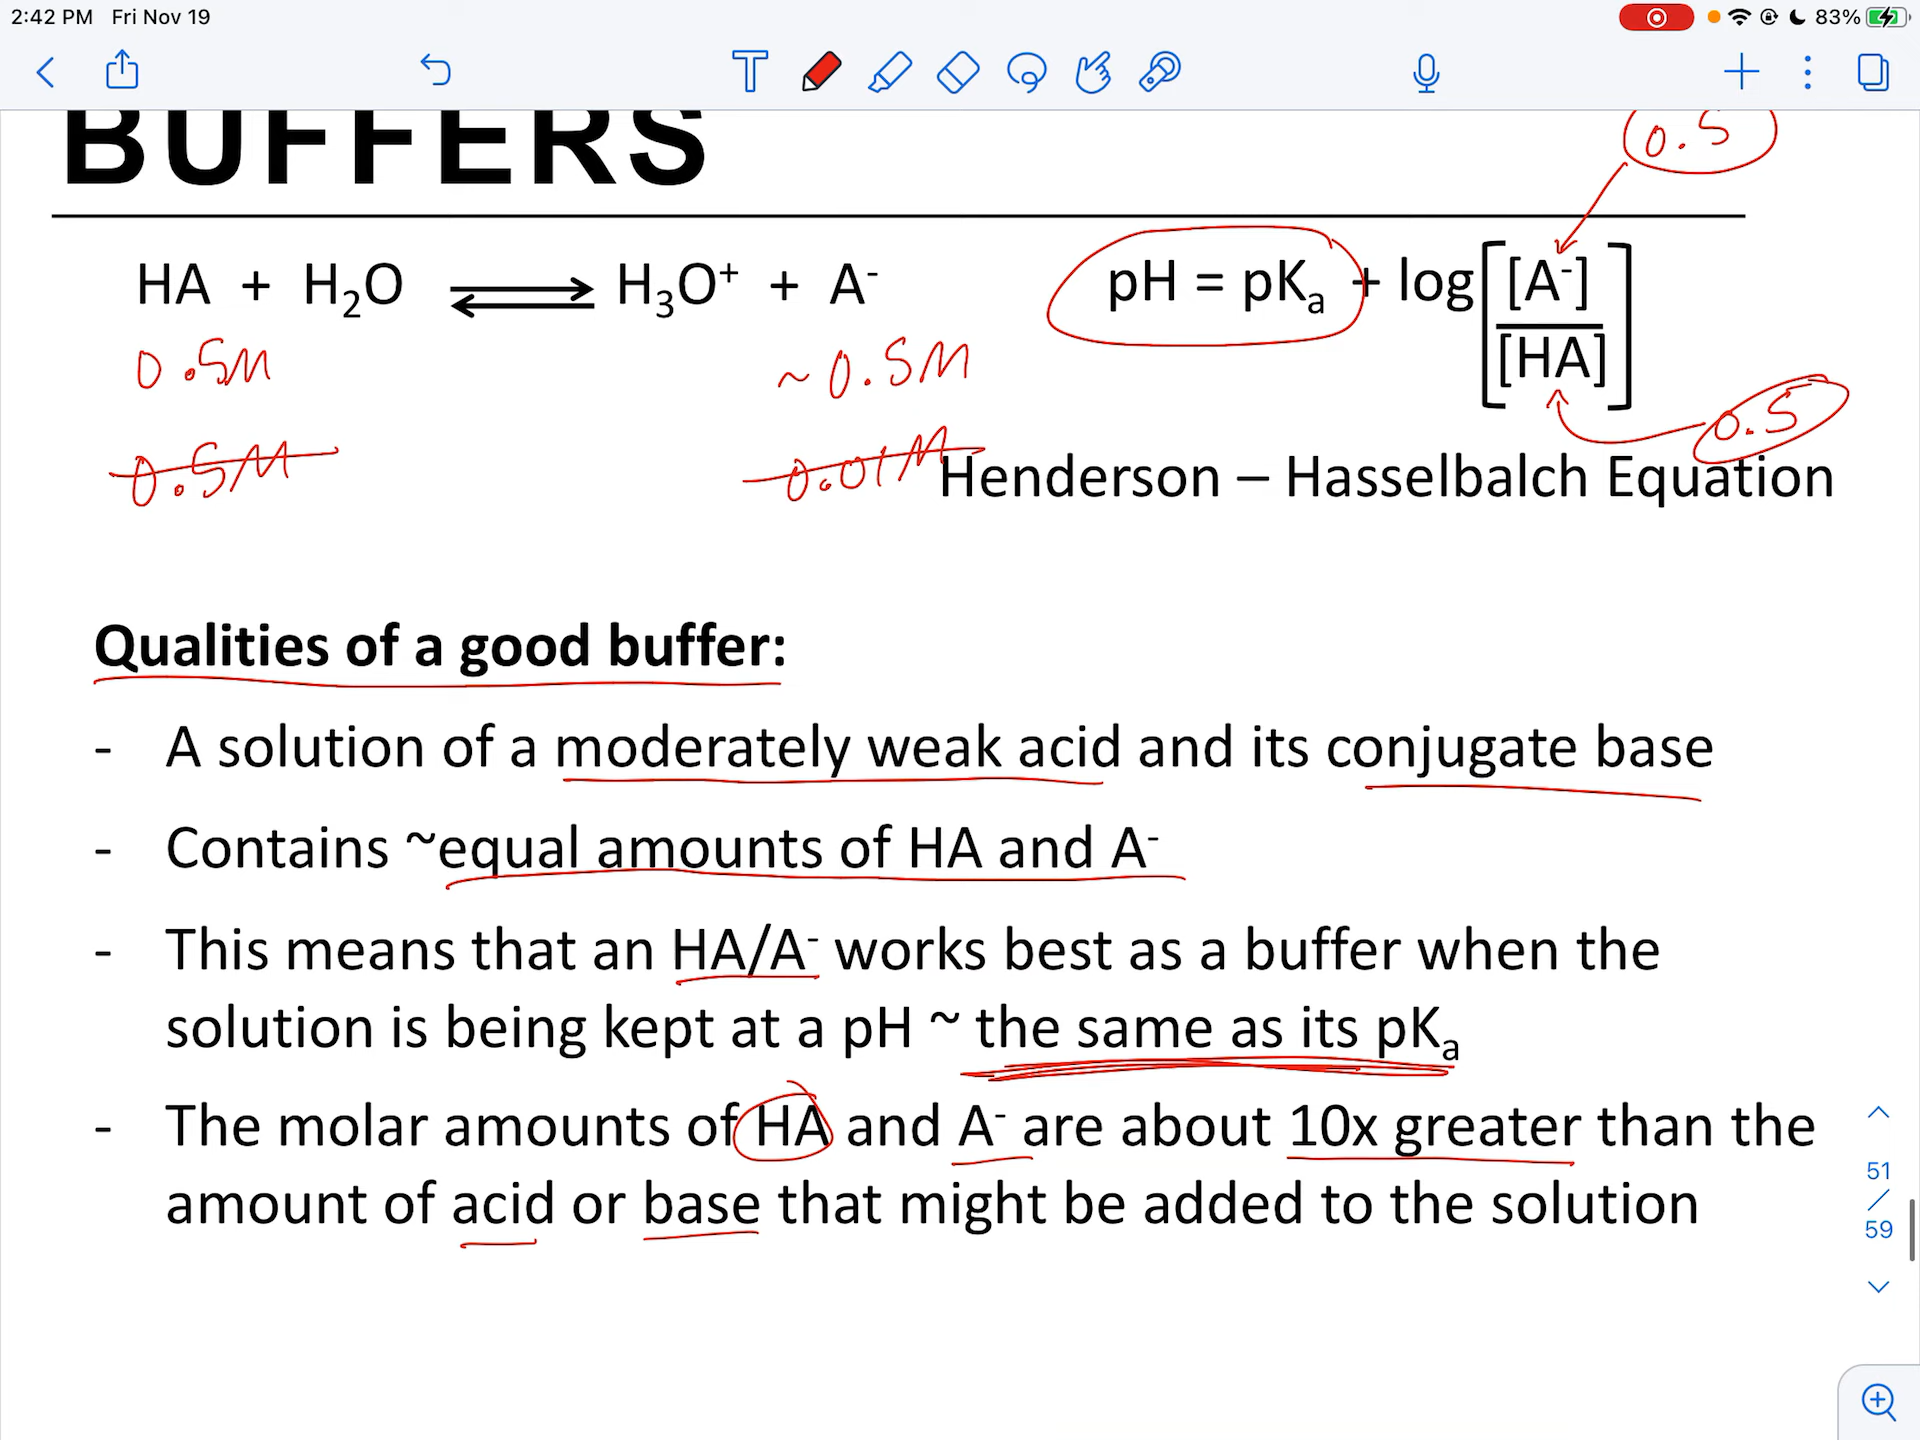 2:42 PM Fri Nov 19
83%
T
BUFFERS
0.5
HA + H₂O ⇌ H₃O⁺ + A⁻
pH = pKₐ + log[[A⁻]
[HA]]
0.5M
~0.5M
0.5
0.5M
0.01M
Henderson – Hasselbalch Equation
Qualities of a good buffer:
- A solution of a moderately weak acid and its conjugate base
- Contains ~equal amounts of HA and A⁻
- This means that an HA/A⁻ works best as a buffer when the
solution is being kept at a pH ~ the same as its pKₐ
- The molar amounts of HA and A⁻ are about 10x greater than the
amount of acid or base that might be added to the solution
51
/
59